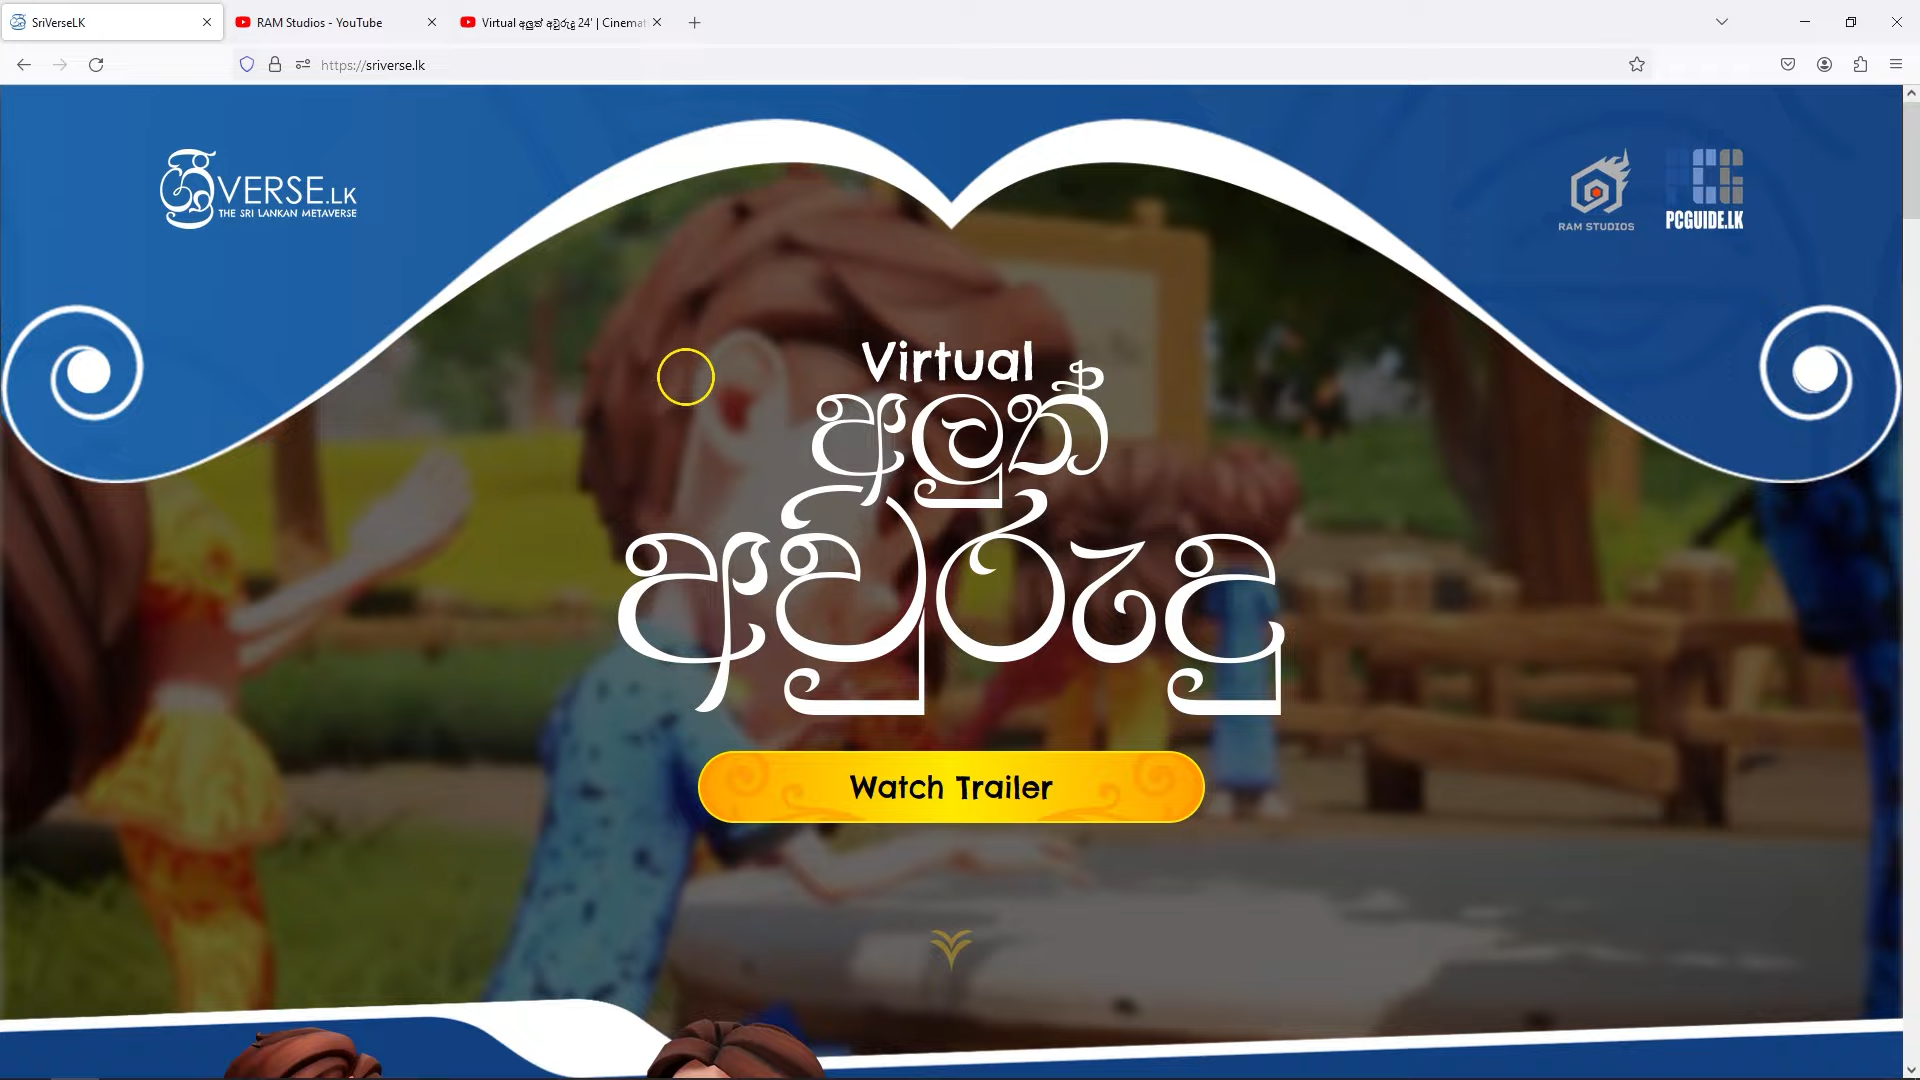 SriVerseLK
RAM Studios - YouTube
Virtual අලුත් අවුරුදු 24' | Cinemat
https://sriverse.lk
ශ්‍රීVERSE.LK
THE SRI LANKAN METAVERSE
RAM STUDIOS
PCG
PCGUIDE.LK
Virtual
අලුත්
අවුරුදු
Watch Trailer